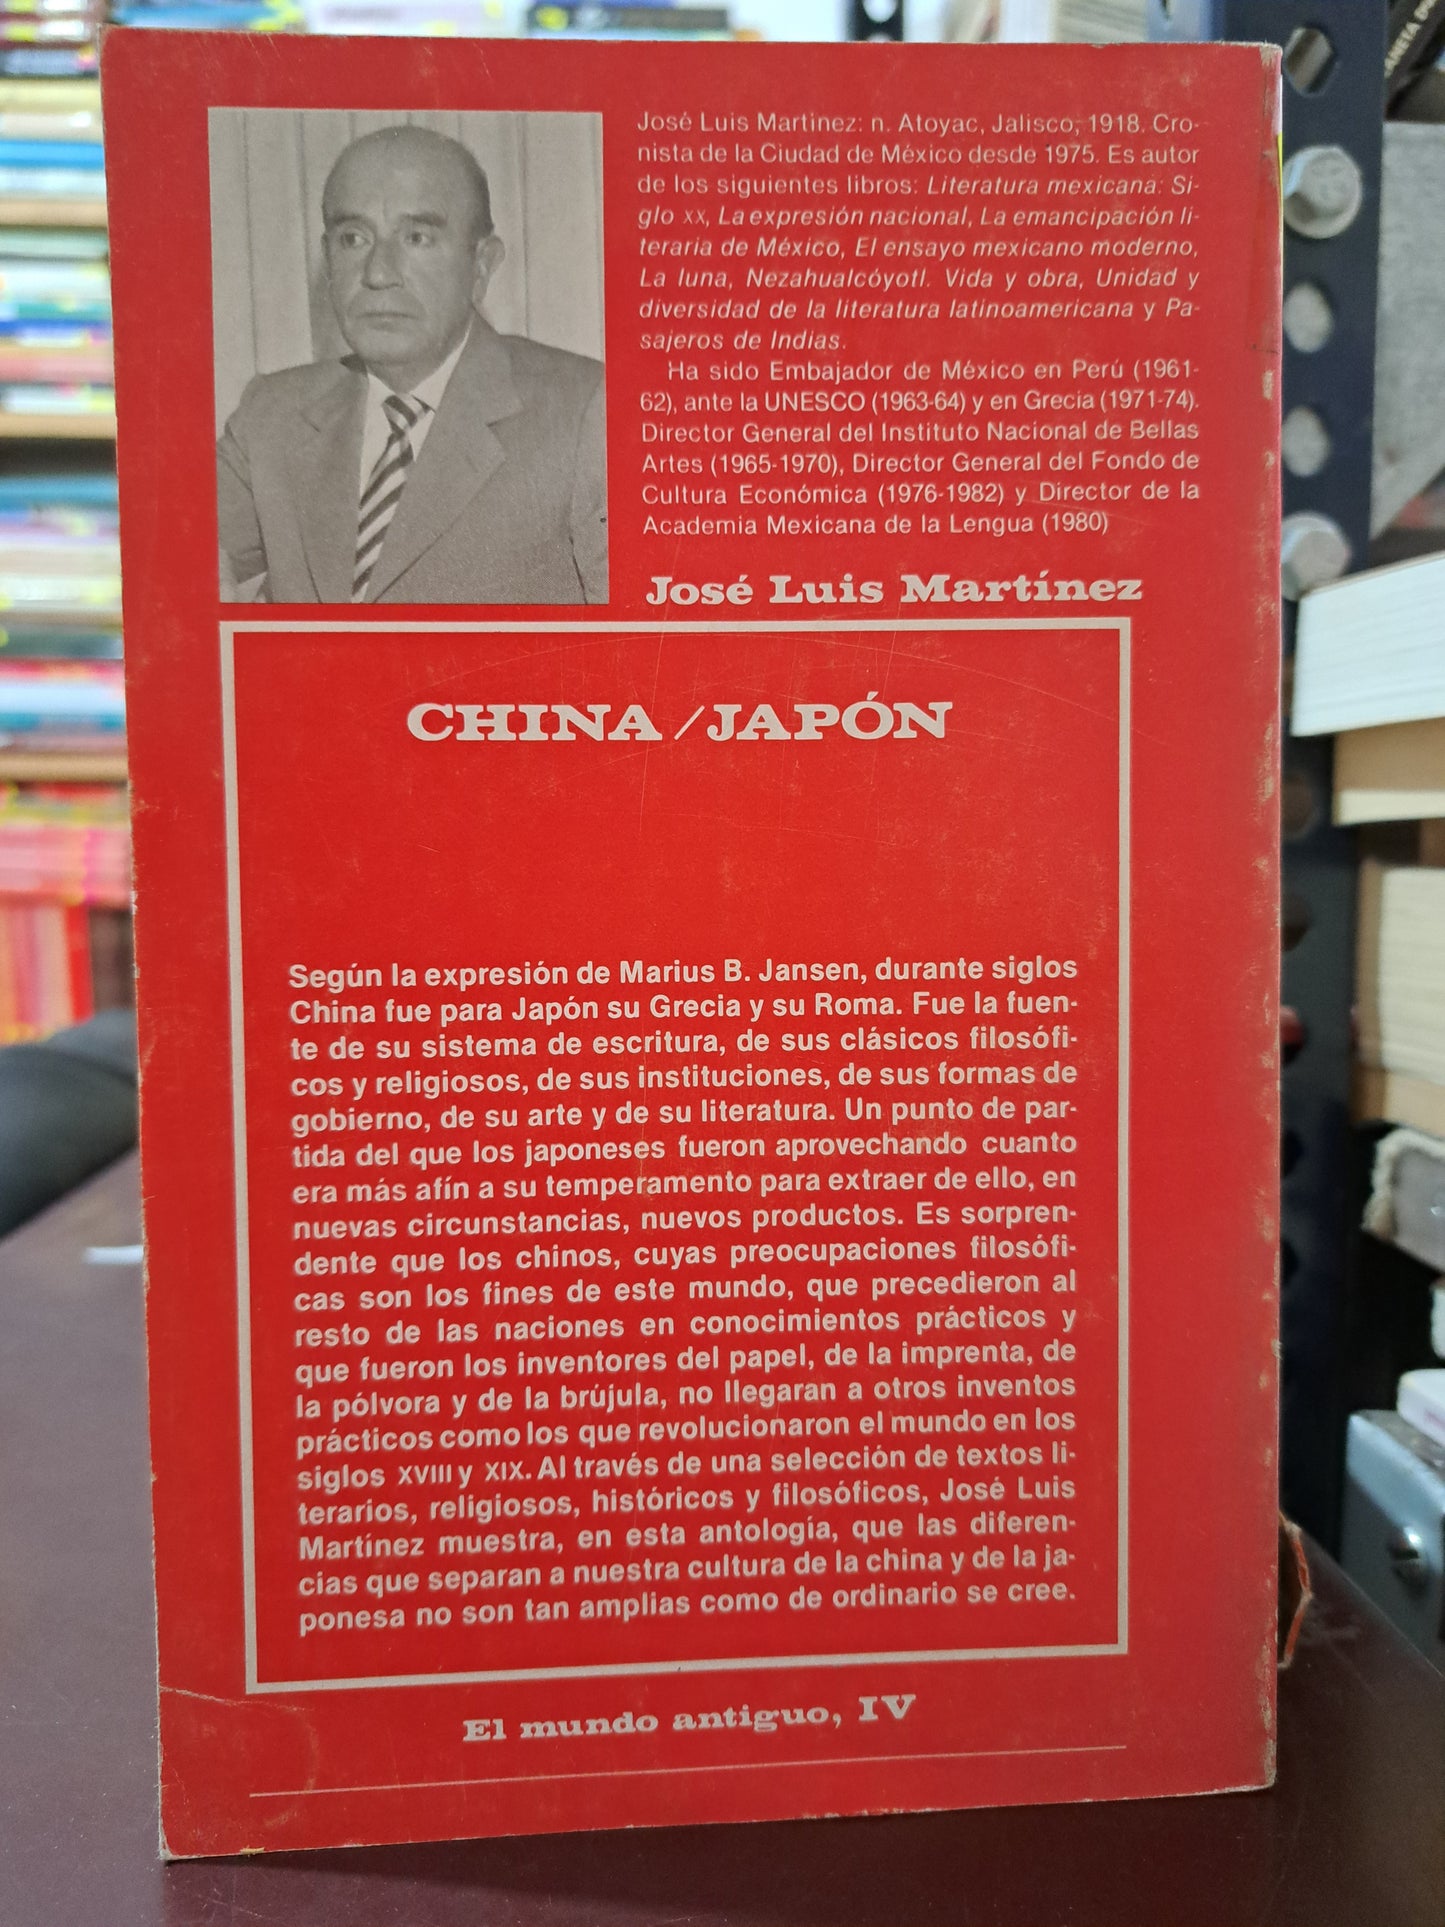 José Luis Martínez: n. Atoyac, Jalisco, 1918. Cro-
nista de la Ciudad de México desde 1975. Es autor
de los siguientes libros: Literatura mexicana: Si-
glo XX, La expresión nacional, La emancipación li-
teraria de México, El ensayo mexicano moderno,
La luna, Nezahualcóyotl. Vida y obra, Unidad y
diversidad de la literatura latinoamericana y Pa-
sajeros de Indias.
Ha sido Embajador de México en Perú (1961-
62), ante la UNESCO (1963-64) y en Grecia (1971-74).
Director General del Instituto Nacional de Bellas
Artes (1965-1970), Director General del Fondo de
Cultura Económica (1976-1982) y Director de la
Academia Mexicana de la Lengua (1980)
José Luis Martínez
CHINA/JAPÓN
Según la expresión de Marius B. Jansen, durante siglos
China fue para Japón su Grecia y su Roma. Fue la fuen-
te de su sistema de escritura, de sus clásicos filosófi-
cos y religiosos, de sus instituciones, de sus formas de
gobierno, de su arte y de su literatura. Un punto de par-
tida del que los japoneses fueron aprovechando cuanto
era más afín a su temperamento para extraer de ello, en
nuevas circunstancias, nuevos productos. Es sorpren-
dente que los chinos, cuyas preocupaciones filosófi-
cas son los fines de este mundo, que precedieron al
resto de las naciones en conocimientos prácticos y
que fueron los inventores del papel, de la imprenta, de
la pólvora y de la brújula, no llegaran a otros inventos
prácticos como los que revolucionaron el mundo en los
siglos XVIII y XIX. Al través de una selección de textos li-
terarios, religiosos, históricos y filosóficos, José Luis
Martínez muestra, en esta antología, que las diferen-
cias que separan a nuestra cultura de la china y de la ja-
ponesa no son tan amplias como de ordinario se cree.
El mundo antiguo, IV